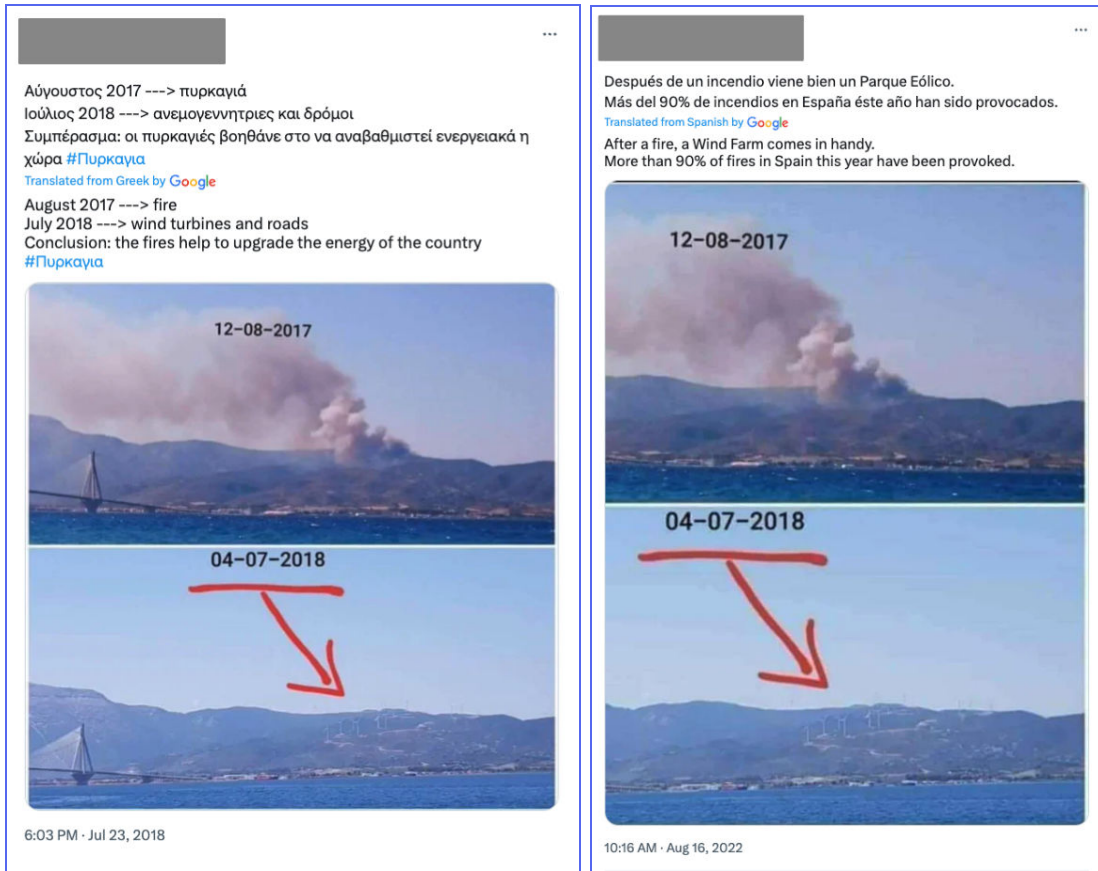 Αύγουστος 2017 ---> πυρκαγιά
Ιούλιος 2018 ---> ανεμογεννητριες και δρόμοι
Συμπέρασμα: οι πυρκαγιές βοηθάνε στο να αναβαθμιστεί ενεργειακά η
χώρα #Πυρκαγια
Translated from Greek by Google
August 2017 ---> fire
July 2018 ---> wind turbines and roads
Conclusion: the fires help to upgrade the energy of the country
#Πυρκαγια
12-08-2017
04-07-2018
6:03 PM · Jul 23, 2018
Después de un incendio viene bien un Parque Eólico.
Más del 90% de incendios en España éste año han sido provocados.
Translated from Spanish by Google
After a fire, a Wind Farm comes in handy.
More than 90% of fires in Spain this year have been provoked.
12-08-2017
04-07-2018
10:16 AM · Aug 16, 2022